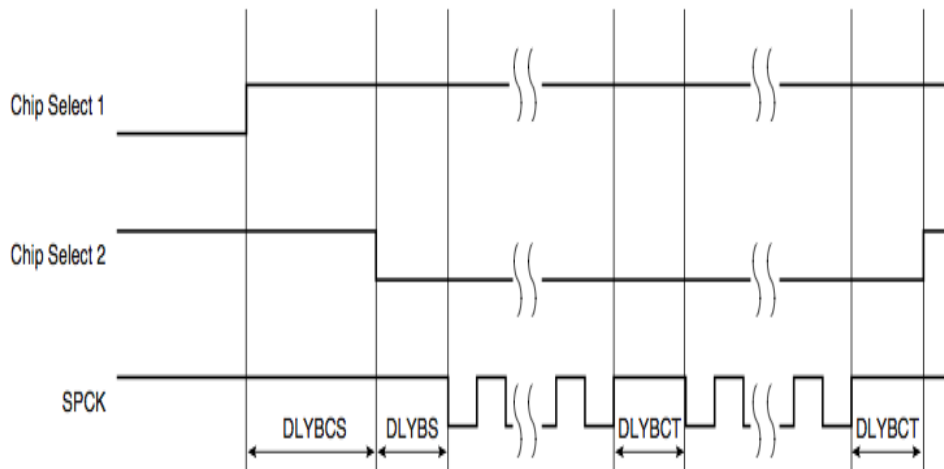 Chip Select 1
Chip Select 2
SPCK
DLYBCS
DLYBS
DLYBCT
DLYBCT